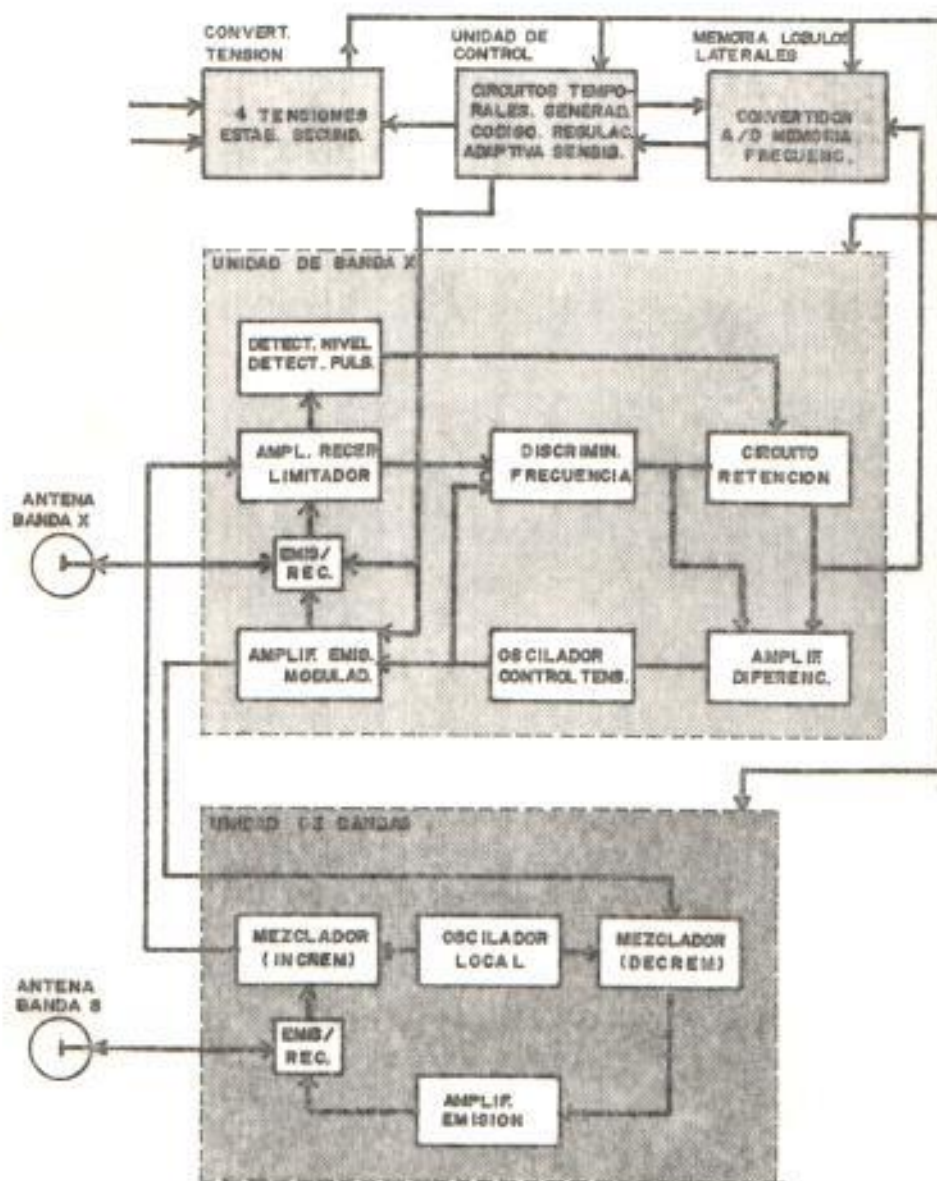 CONVERT.
TENSION
UNIDAD DE
CONTROL
MEMORIA LOBULOS
LATERALES
4 TENSIONES
ESTAB. SECUND.
CIRCUITOS TEMPO-
RALES. GENERAD.
CODIGO. REGULAC.
ADAPTIVA SENSIB.
CONVERTIDOR
A/D MEMORIA
FRECUENC.
UNIDAD DE BANDA X
DETECT. NIVEL
DETECT. PULS.
AMPL. RECEP.
LIMITADOR
DISCRIMIN.
FRECUENCIA
CIRCUITO
RETENCION
ANTENA
BANDA X
EMIS/
REC.
AMPLIF. EMIS.
MODULAD.
OSCILADOR
CONTROL TENS.
AMPLIF.
DIFERENC.
UNIDAD DE BANDAS
MEZCLADOR
(INCREM)
OSCILADOR
LOCAL
MEZCLADOR
(DECREM)
ANTENA
BANDA S
EMIS/
REC.
AMPLIF.
EMISION